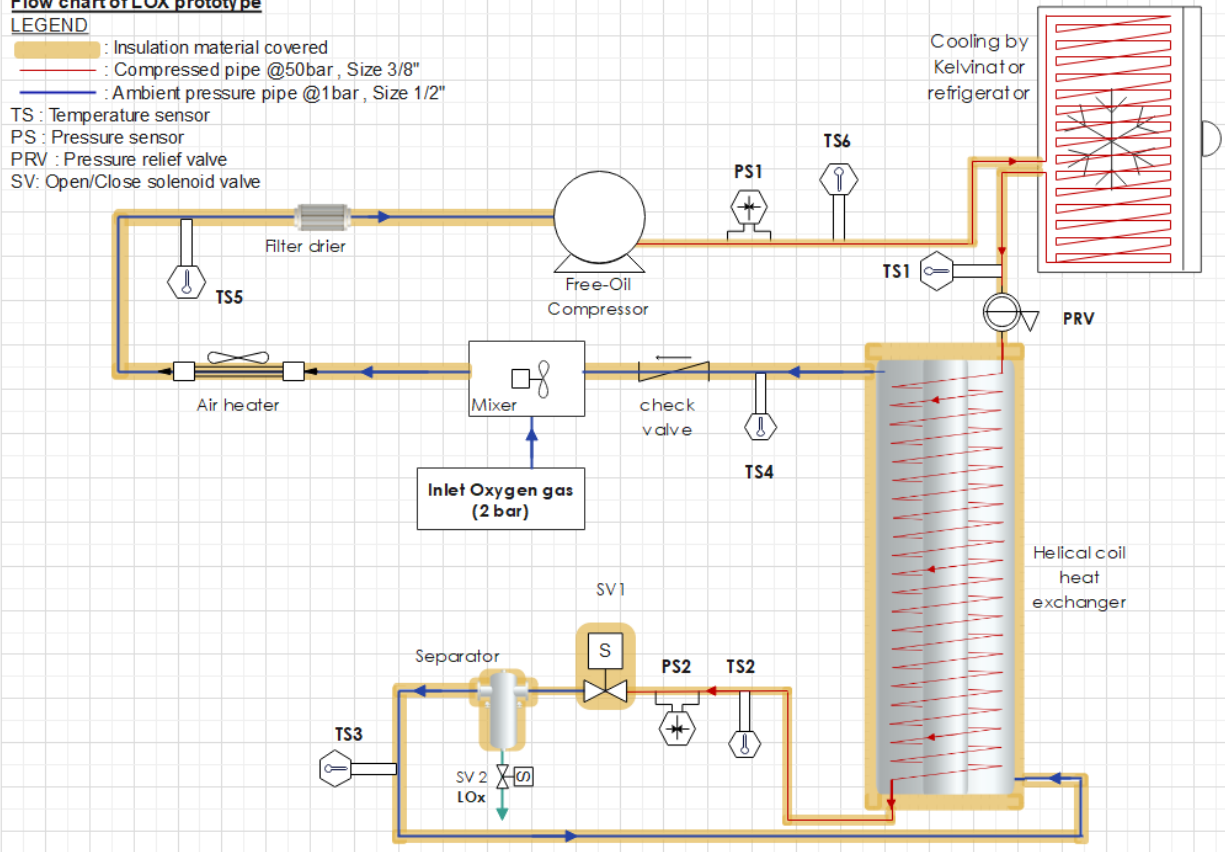 Flow chart of LOX prototype
LEGEND
: Insulation material covered
: Compressed pipe @50bar , Size 3/8"
: Ambient pressure pipe @1bar , Size 1/2"
TS : Temperature sensor
PS : Pressure sensor
PRV : Pressure relief valve
SV: Open/Close solenoid valve
Cooling by
Kelvinator
refrigerator
TS6
PS1
Filter drier
TS5
Free-Oil
Compressor
TS1
PRV
Air heater
Mixer
check
valve
TS4
Inlet Oxygen gas
(2 bar)
Helical coil
heat
exchanger
SV1
S
Separator
PS2
TS2
TS3
SV 2
S
LOx